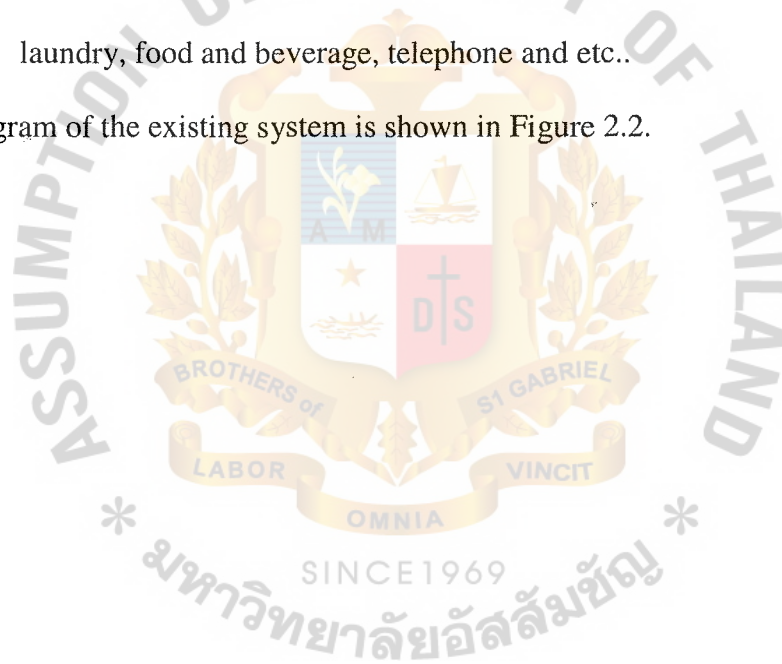 laundry, food and beverage, telephone and etc..
gram of the existing system is shown in Figure 2.2.
ASSUMPTION
OF THAILAND
A M
D S
BROTHERS of
S1 GABRIEL
LABOR
VINCIT
OMNIA
SINCE1969
* มหาวิทยาลัยอัสสัมชัญ *